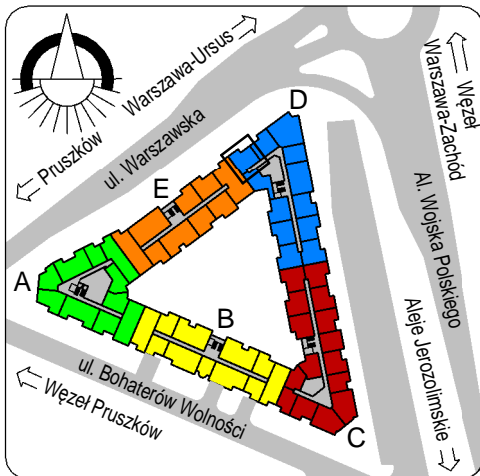 Warszawa-Ursus
Pruszków
ul. Warszawska
Węzeł
Warszawa-Zachód
D
E
A
B
C
Al. Wojska Polskiego
Aleje Jerozolimskie
ul. Bohaterów Wolności
Węzeł Pruszków